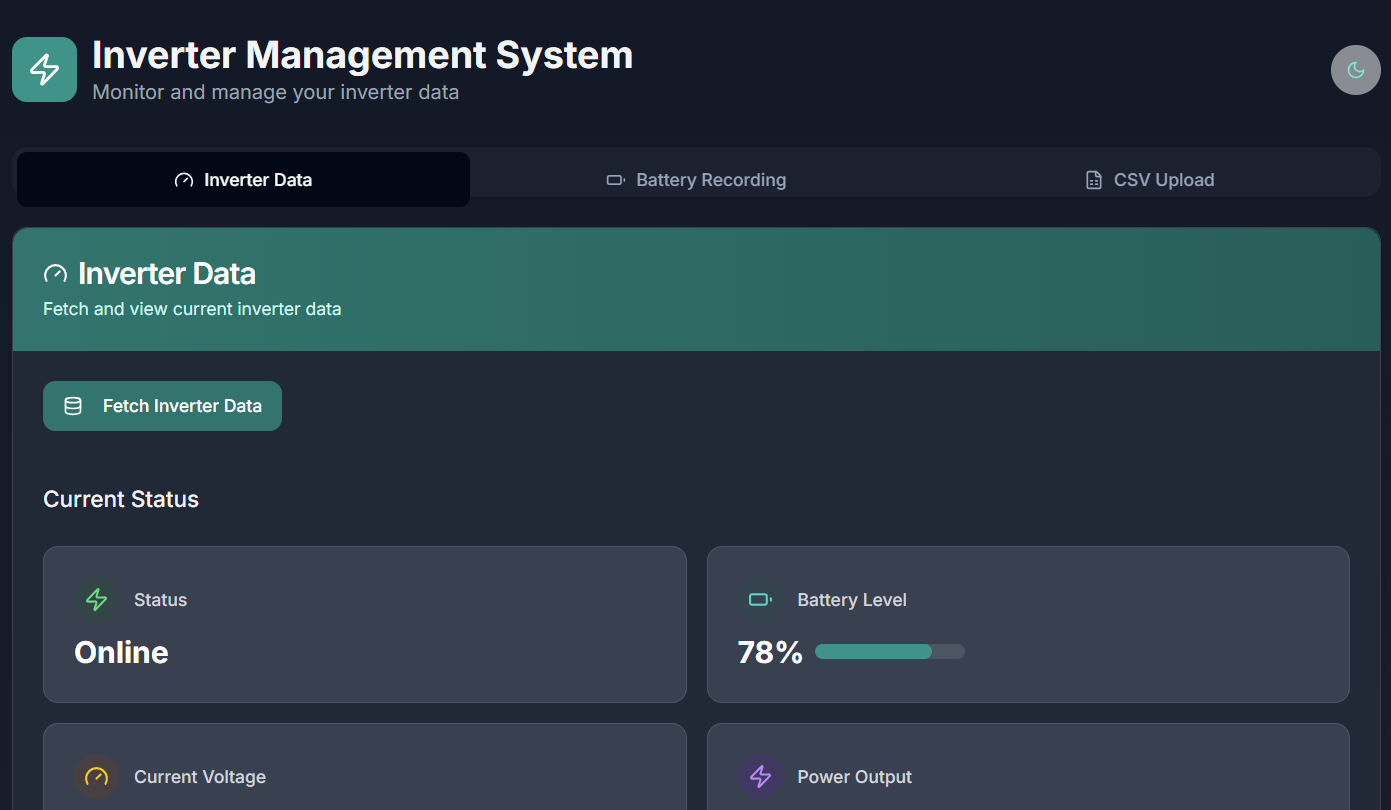 Inverter Management System
Monitor and manage your inverter data
Inverter Data
Battery Recording
CSV Upload
Inverter Data
Fetch and view current inverter data
Fetch Inverter Data
Current Status
Status
Online
Battery Level
78%
Current Voltage
Power Output